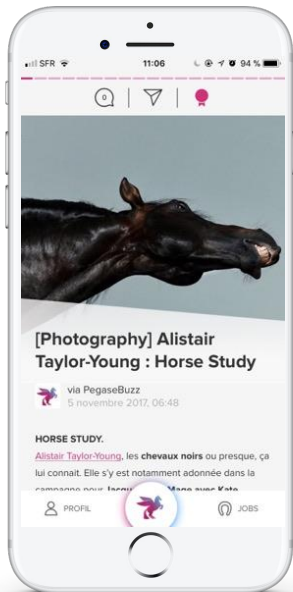 SFR 11:06 94 %
0
[Photography] Alistair
Taylor-Young : Horse Study
via PegaseBuzz
5 novembre 2017, 06:48
HORSE STUDY.
Alistair Taylor-Young, les chevaux noirs ou presque, ça
lui connait. Elle s'y est notamment adonnée dans la
campagne pour Mage avec Kate
PROFIL
JOBS